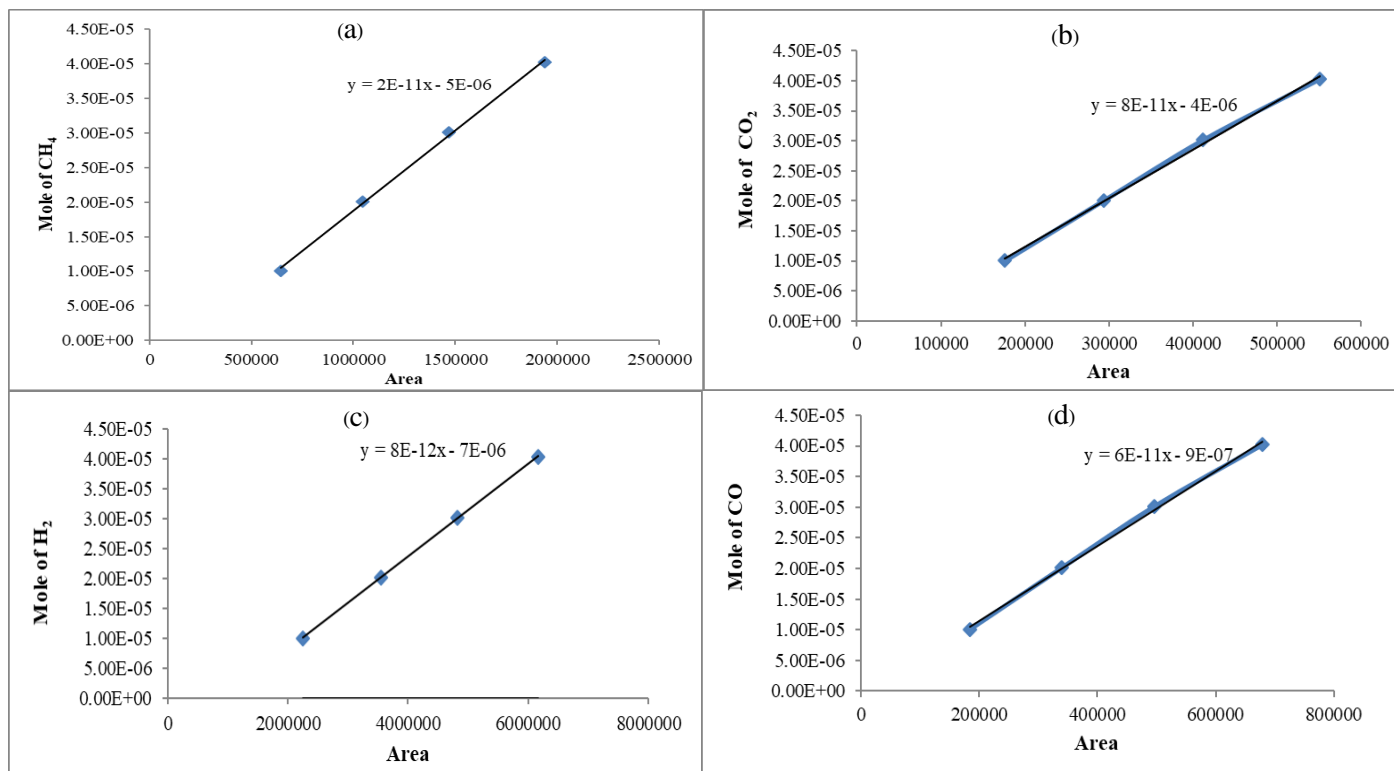 (a)
4.50E-05
4.00E-05
3.50E-05
3.00E-05
2.50E-05
2.00E-05
1.50E-05
1.00E-05
5.00E-06
0.00E+00
Mole of CH₄
y = 2E-11x - 5E-06
0 500000 1000000 1500000 2000000 2500000
Area
(b)
4.50E-05
4.00E-05
3.50E-05
3.00E-05
2.50E-05
2.00E-05
1.50E-05
1.00E-05
5.00E-06
0.00E+00
Mole of CO₂
y = 8E-11x - 4E-06
0 100000 200000 300000 400000 500000 600000
Area
(c)
4.50E-05
4.00E-05
3.50E-05
3.00E-05
2.50E-05
2.00E-05
1.50E-05
1.00E-05
5.00E-06
0.00E+00
Mole of H₂
y = 8E-12x - 7E-06
0 2000000 4000000 6000000 8000000
Area
(d)
4.50E-05
4.00E-05
3.50E-05
3.00E-05
2.50E-05
2.00E-05
1.50E-05
1.00E-05
5.00E-06
0.00E+00
Mole of CO
y = 6E-11x - 9E-07
0 200000 400000 600000 800000
Area